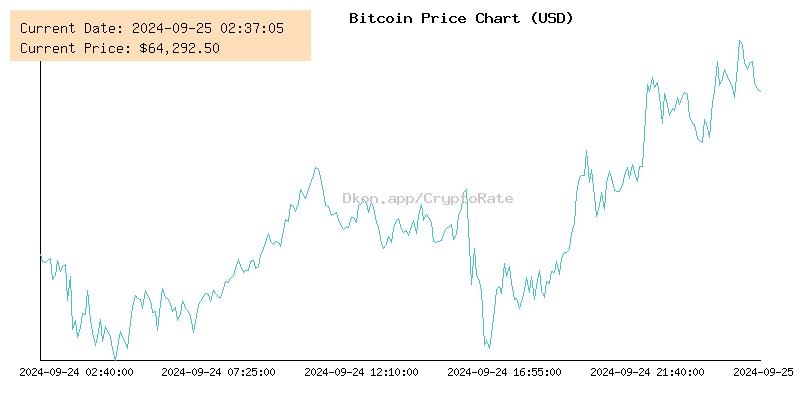 Bitcoin Price Chart (USD)
Current Date: 2024-09-25 02:37:05
Current Price: $64,292.50
Dkon.app/CryptoRate
2024-09-24 02:40:00 2024-09-24 07:25:00 2024-09-24 12:10:00 2024-09-24 16:55:00 2024-09-24 21:40:00 2024-09-25